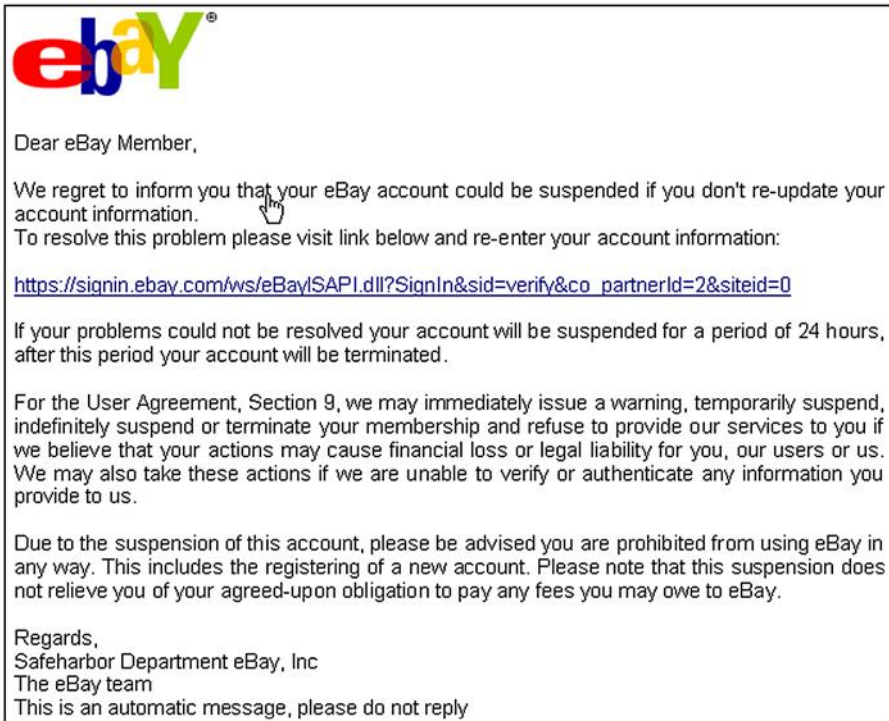 ebaY®
Dear eBay Member,
We regret to inform you that your eBay account could be suspended if you don't re-update your
account information.
To resolve this problem please visit link below and re-enter your account information:
https://signin.ebay.com/ws/eBayISAPI.dll?SignIn&sid=verify&co_partnerId=2&siteid=0
If your problems could not be resolved your account will be suspended for a period of 24 hours,
after this period your account will be terminated.
For the User Agreement, Section 9, we may immediately issue a warning, temporarily suspend,
indefinitely suspend or terminate your membership and refuse to provide our services to you if
we believe that your actions may cause financial loss or legal liability for you, our users or us.
We may also take these actions if we are unable to verify or authenticate any information you
provide to us.
Due to the suspension of this account, please be advised you are prohibited from using eBay in
any way. This includes the registering of a new account. Please note that this suspension does
not relieve you of your agreed-upon obligation to pay any fees you may owe to eBay.
Regards,
Safeharbor Department eBay, Inc
The eBay team
This is an automatic message, please do not reply